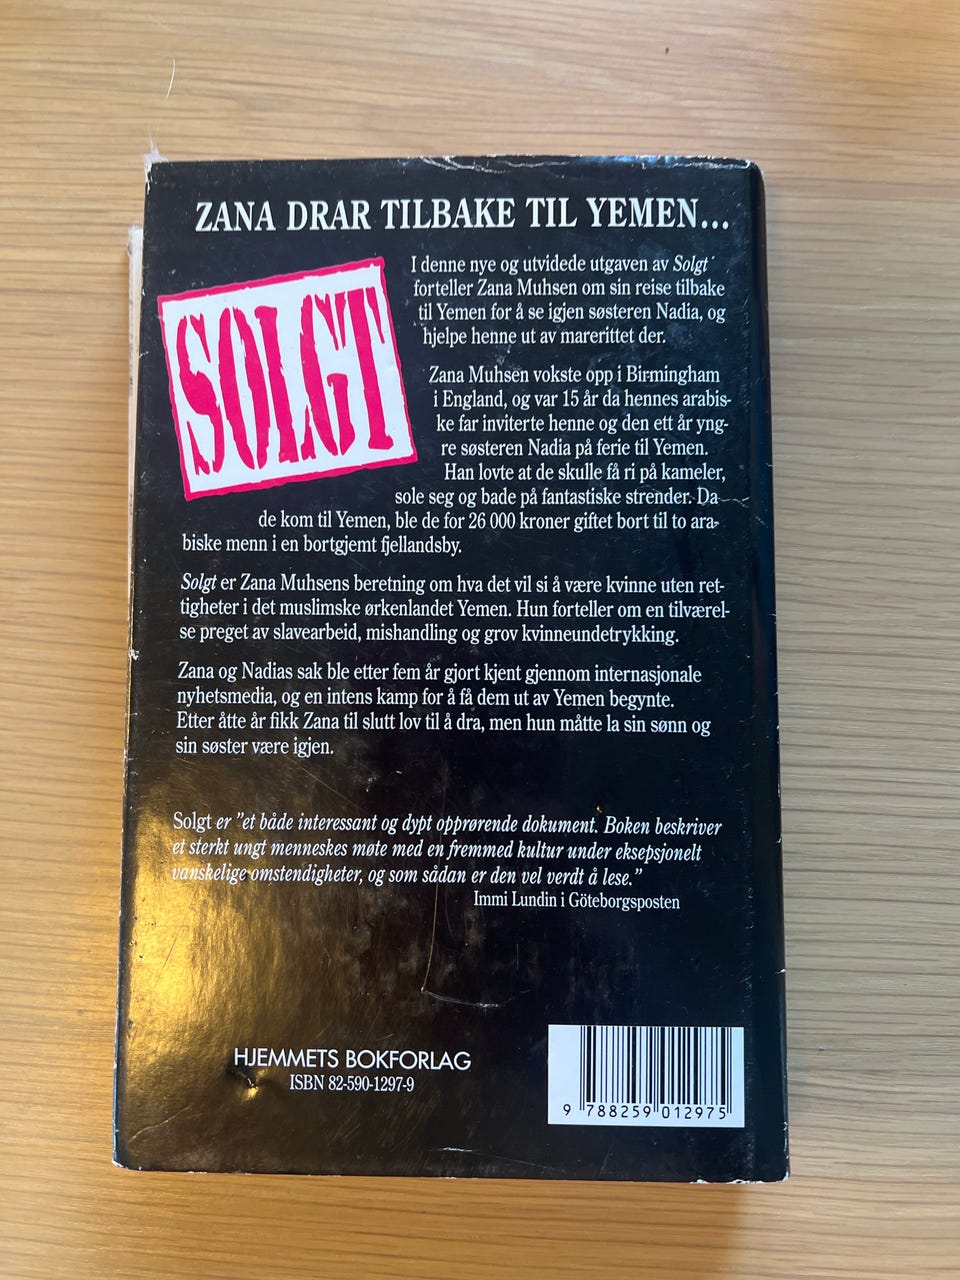 ZANA DRAR TILBAKE TIL YEMEN...
SOLGT
I denne nye og utvidede utgaven av Solgt
forteller Zana Muhsen om sin reise tilbake
til Yemen for å se igjen søsteren Nadia, og
hjelpe henne ut av marerittet der.
Zana Muhsen vokste opp i Birmingham
i England, og var 15 år da hennes arabis-
ke far inviterte henne og den ett år yng-
re søsteren Nadia på ferie til Yemen.
Han lovte at de skulle få ri på kameler,
sole seg og bade på fantastiske strender. Da
de kom til Yemen, ble de for 26 000 kroner giftet bort til to ara-
biske menn i en bortgjemt fjellandsby.
Solgt er Zana Muhsens beretning om hva det vil si å være kvinne uten ret-
tigheter i det muslimske ørkenlandet Yemen. Hun forteller om en tilværel-
se preget av slavearbeid, mishandling og grov kvinneundetrykking.
Zana og Nadias sak ble etter fem år gjort kjent gjennom internasjonale
nyhetsmedia, og en intens kamp for å få dem ut av Yemen begynte.
Etter åtte år fikk Zana til slutt lov til å dra, men hun måtte la sin sønn og
sin søster være igjen.
Solgt er ”et både interessant og dypt opprørende dokument. Boken beskriver
et sterkt ungt menneskes møte med en fremmed kultur under eksepsjonelt
vanskelige omstendigheter, og som sådan er den vel verdt å lese.”
Immi Lundin i Göteborgsposten
HJEMMETS BOKFORLAG
ISBN 82-590-1297-9
9 788259 012975